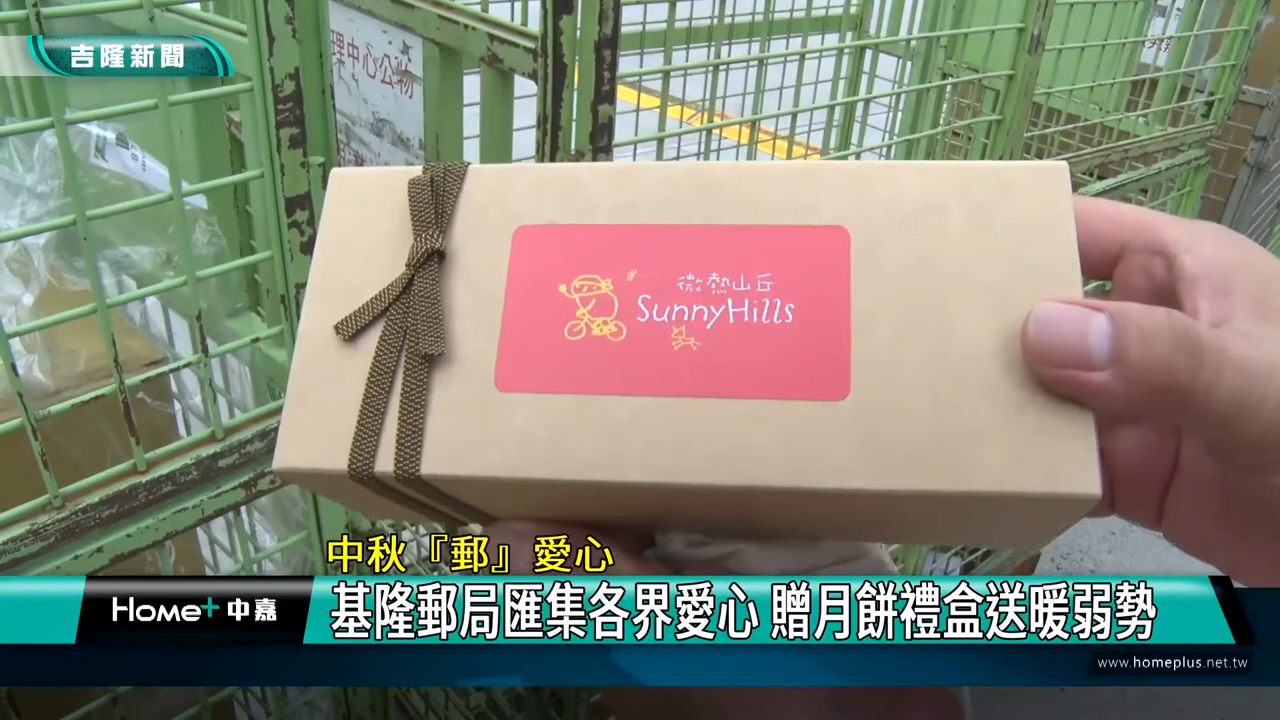 吉隆新聞
理中心公物
微熱山丘
SunnyHills
中秋『郵』愛心
Home+ 中嘉
基隆郵局匯集各界愛心 贈月餅禮盒送暖弱勢
www.homeplus.net.tw